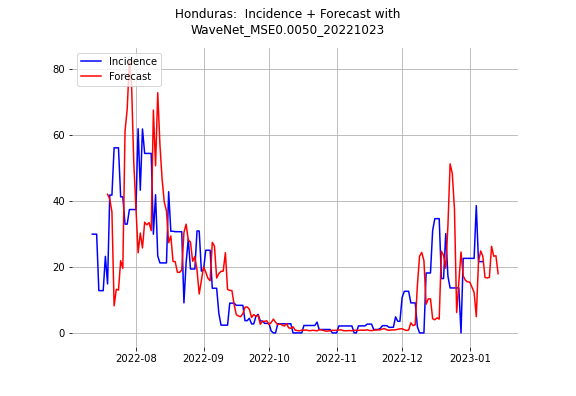 Honduras:  Incidence + Forecast with
WaveNet_MSE0.0050_20221023
Incidence
Forecast
80
60
40
20
0
2022-08
2022-09
2022-10
2022-11
2022-12
2023-01